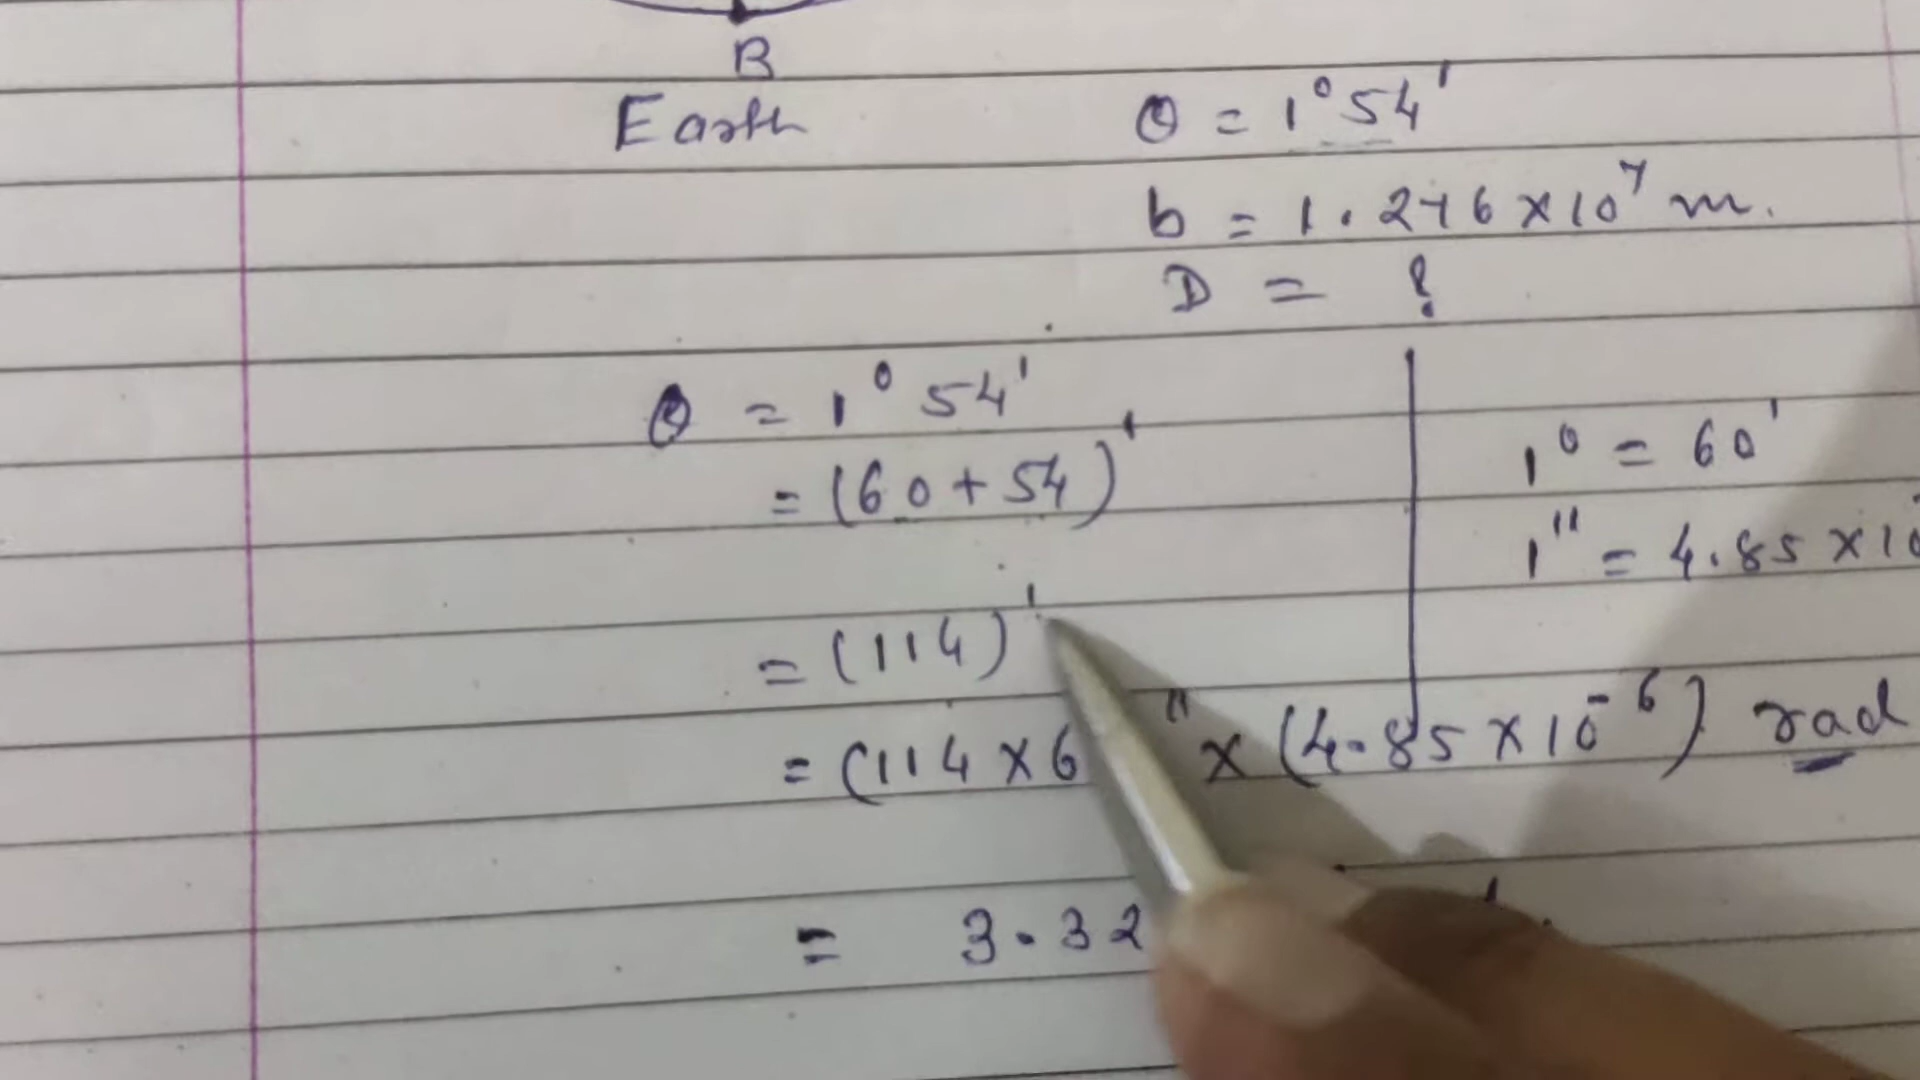 B
Earth
θ = 1° 54'
b = 1.276 × 10⁷ m.
D = ?
θ = 1° 54'
= (60 + 54)'
1° = 60'
1" = 4.85 × 10
= (114)'
= (114 × 6 " × (4.85 × 10⁻⁶) rad
= 3.32